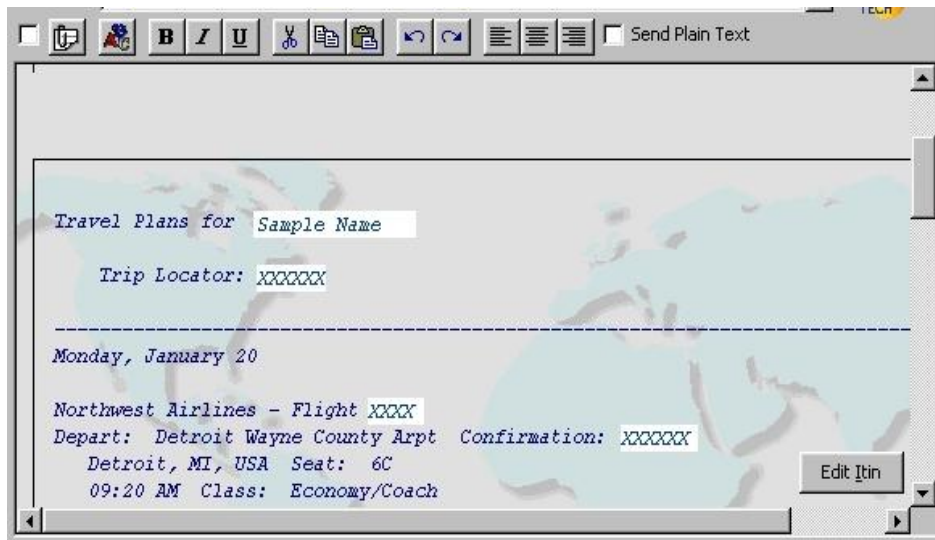 TECH
B I U Send Plain Text
Travel Plans for Sample Name
Trip Locator: XXXXXX
Monday, January 20
Northwest Airlines - Flight XXXX
Depart: Detroit Wayne County Arpt Confirmation: XXXXXX
Detroit, MI, USA Seat: 6C
09:20 AM Class: Economy/Coach
Edit Itin